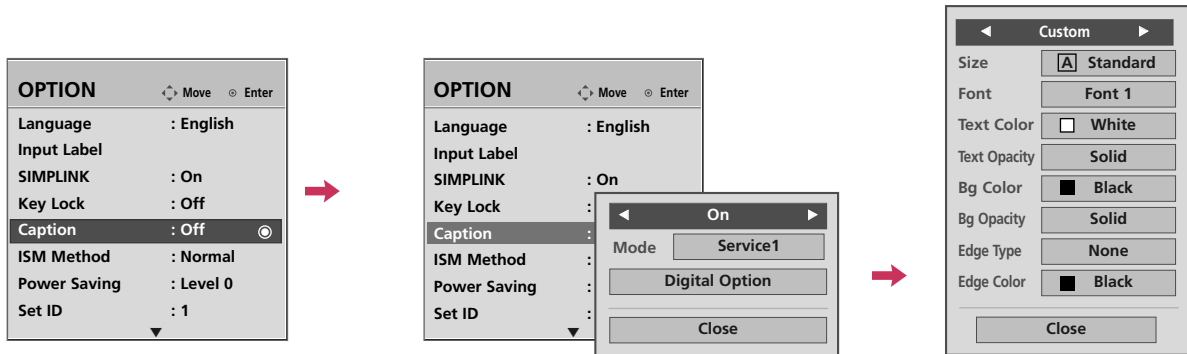 OPTION Move Enter
Language : English
Input Label
SIMPLINK : On
Key Lock : Off
Caption : Off
ISM Method : Normal
Power Saving : Level 0
Set ID : 1
OPTION Move Enter
Language : English
Input Label
SIMPLINK : On
Key Lock :
Caption :
ISM Method :
Power Saving :
Set ID :
On
Mode Service1
Digital Option
Close
Custom
Size A Standard
Font Font 1
Text Color White
Text Opacity Solid
Bg Color Black
Bg Opacity Solid
Edge Type None
Edge Color Black
Close